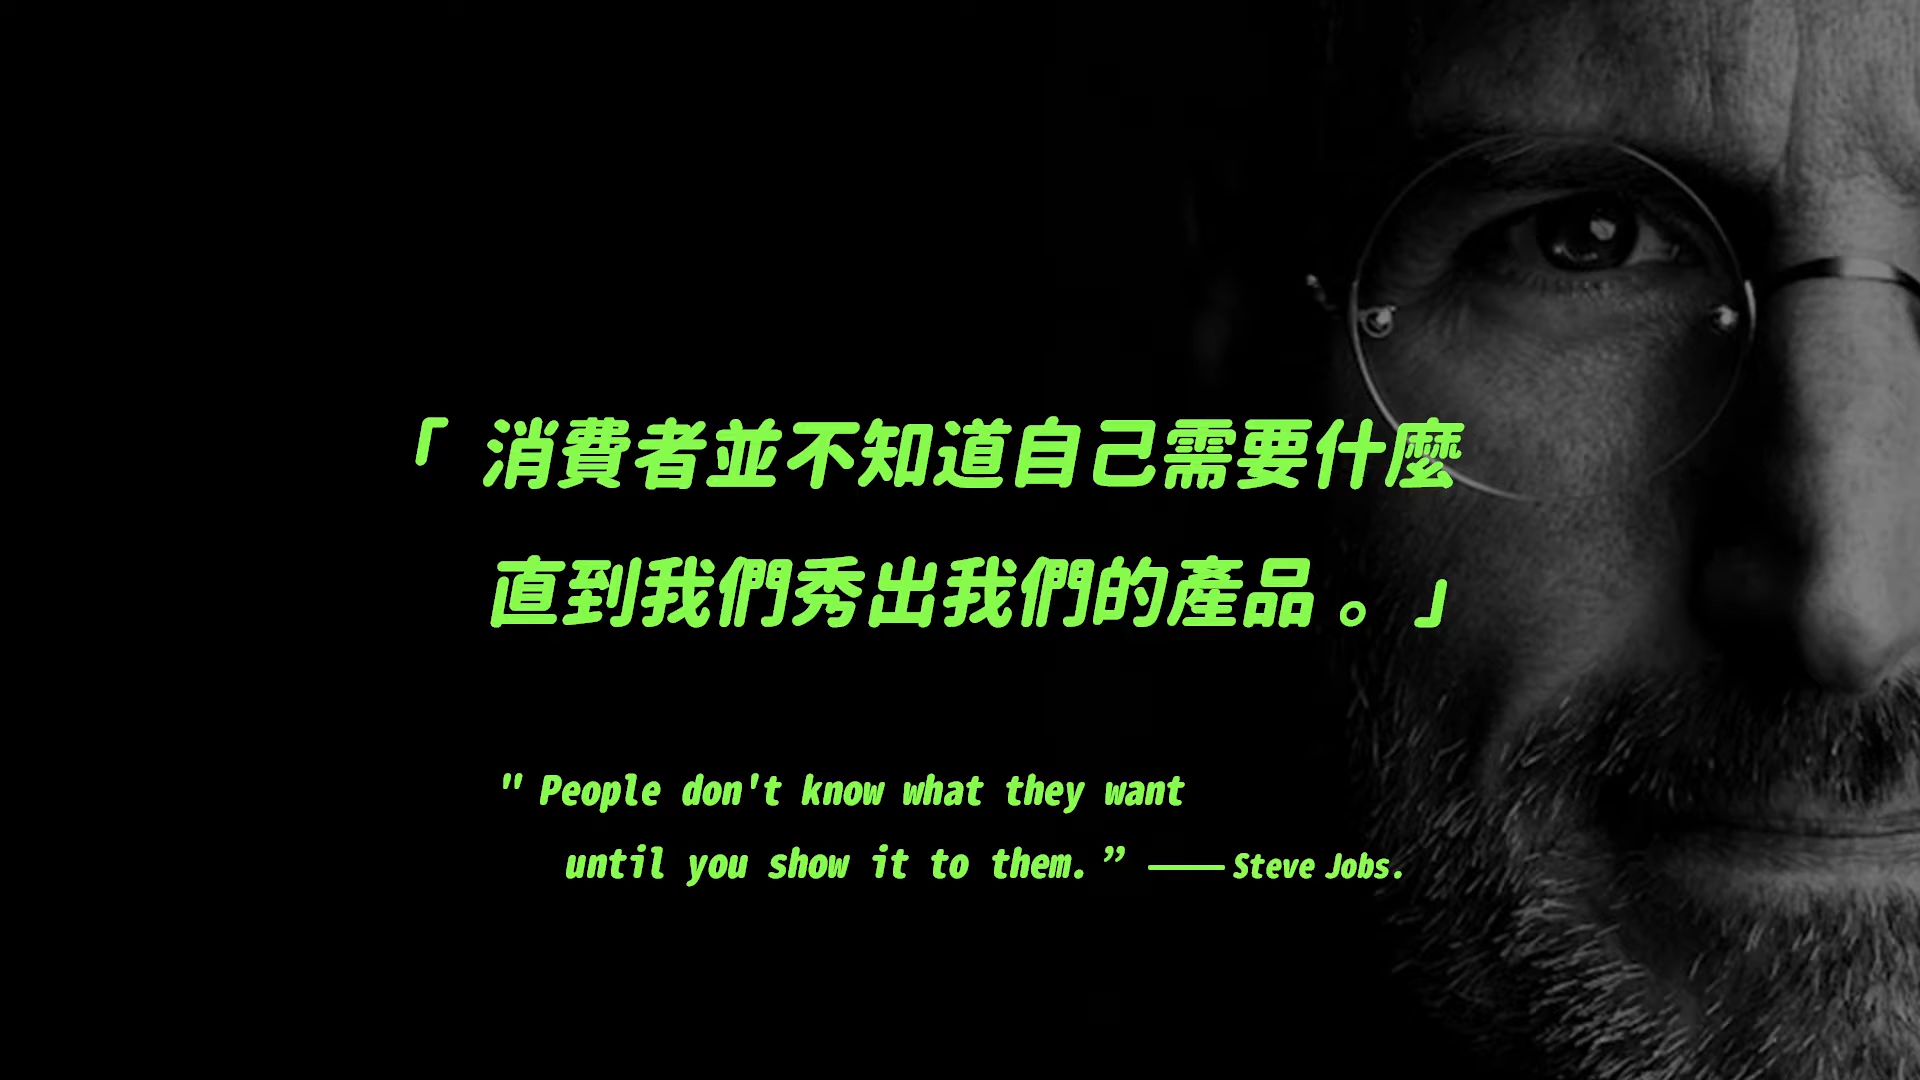 「 消費者並不知道自己需要什麼
直到我們秀出我們的產品 。」
" People don't know what they want
until you show it to them. ” ——Steve Jobs.